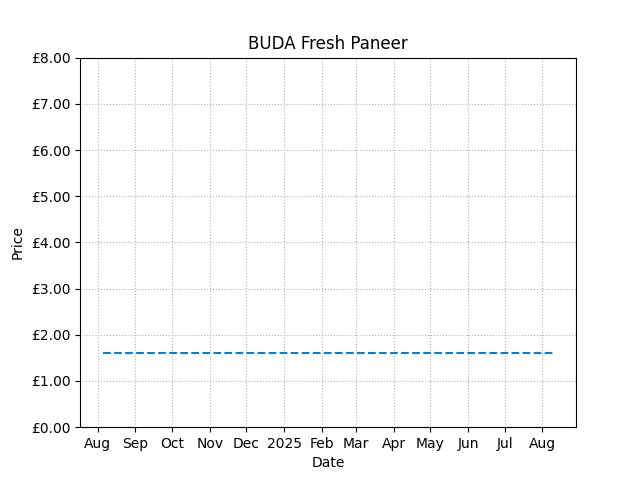 BUDA Fresh Paneer
£8.00
£7.00
£6.00
£5.00
£4.00
£3.00
£2.00
£1.00
£0.00
Price
Aug Sep Oct Nov Dec 2025 Feb Mar Apr May Jun Jul Aug
Date